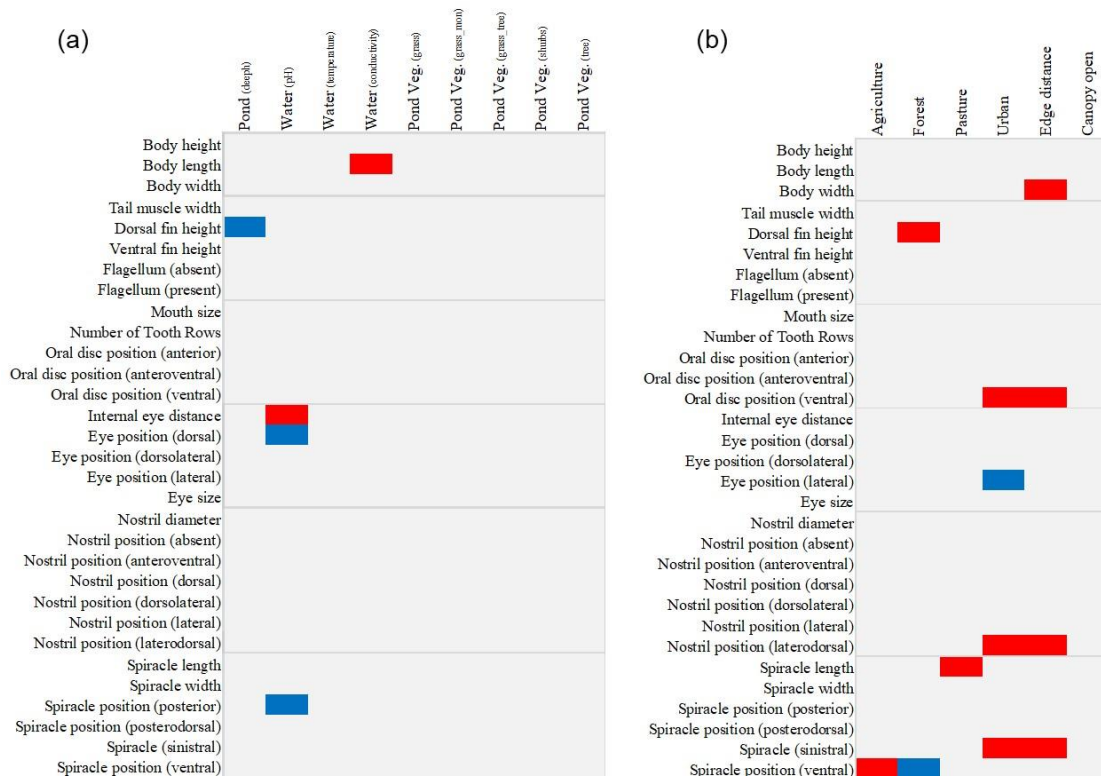 (a)
Pond (deeph)
Water (pH)
Water (temperature)
Water (conductivity)
Pond Veg. (grass)
Pond Veg. (grass_mon)
Pond Veg. (grass_tree)
Pond Veg. (shurbs)
Pond Veg. (tree)
Body height
Body length
Body width
Tail muscle width
Dorsal fin height
Ventral fin height
Flagellum (absent)
Flagellum (present)
Mouth size
Number of Tooth Rows
Oral disc position (anterior)
Oral disc position (anteroventral)
Oral disc position (ventral)
Internal eye distance
Eye position (dorsal)
Eye position (dorsolateral)
Eye position (lateral)
Eye size
Nostril diameter
Nostril position (absent)
Nostril position (anteroventral)
Nostril position (dorsal)
Nostril position (dorsolateral)
Nostril position (lateral)
Nostril position (laterodorsal)
Spiracle length
Spiracle width
Spiracle position (posterior)
Spiracle position (posterodorsal)
Spiracle (sinistral)
Spiracle position (ventral)
(b)
Agriculture
Forest
Pasture
Urban
Edge distance
Canopy open
Body height
Body length
Body width
Tail muscle width
Dorsal fin height
Ventral fin height
Flagellum (absent)
Flagellum (present)
Mouth size
Number of Tooth Rows
Oral disc position (anterior)
Oral disc position (anteroventral)
Oral disc position (ventral)
Internal eye distance
Eye position (dorsal)
Eye position (dorsolateral)
Eye position (lateral)
Eye size
Nostril diameter
Nostril position (absent)
Nostril position (anteroventral)
Nostril position (dorsal)
Nostril position (dorsolateral)
Nostril position (lateral)
Nostril position (laterodorsal)
Spiracle length
Spiracle width
Spiracle position (posterior)
Spiracle position (posterodorsal)
Spiracle (sinistral)
Spiracle position (ventral)